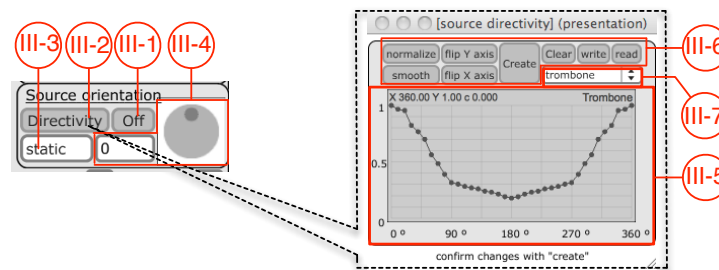 [source directivity] (presentation)
III-3 III-2 III-1 III-4
III-6
normalize flip Y axis Create Clear write read
smooth flip X axis trombone
III-7
Source orientation
Directivity Off
static 0
X 360.00 Y 1.00 c 0.000 Trombone
1
0.5
0
III-5
0 º 90 º 180 º 270 º 360 º
confirm changes with "create"